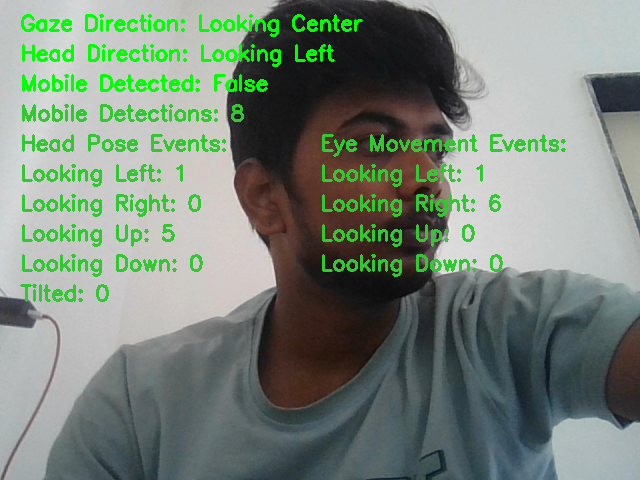 Gaze Direction: Looking Center
Head Direction: Looking Left
Mobile Detected: False
Mobile Detections: 8
Head Pose Events:
Looking Left: 1
Looking Right: 0
Looking Up: 5
Looking Down: 0
Tilted: 0
Eye Movement Events:
Looking Left: 1
Looking Right: 6
Looking Up: 0
Looking Down: 0